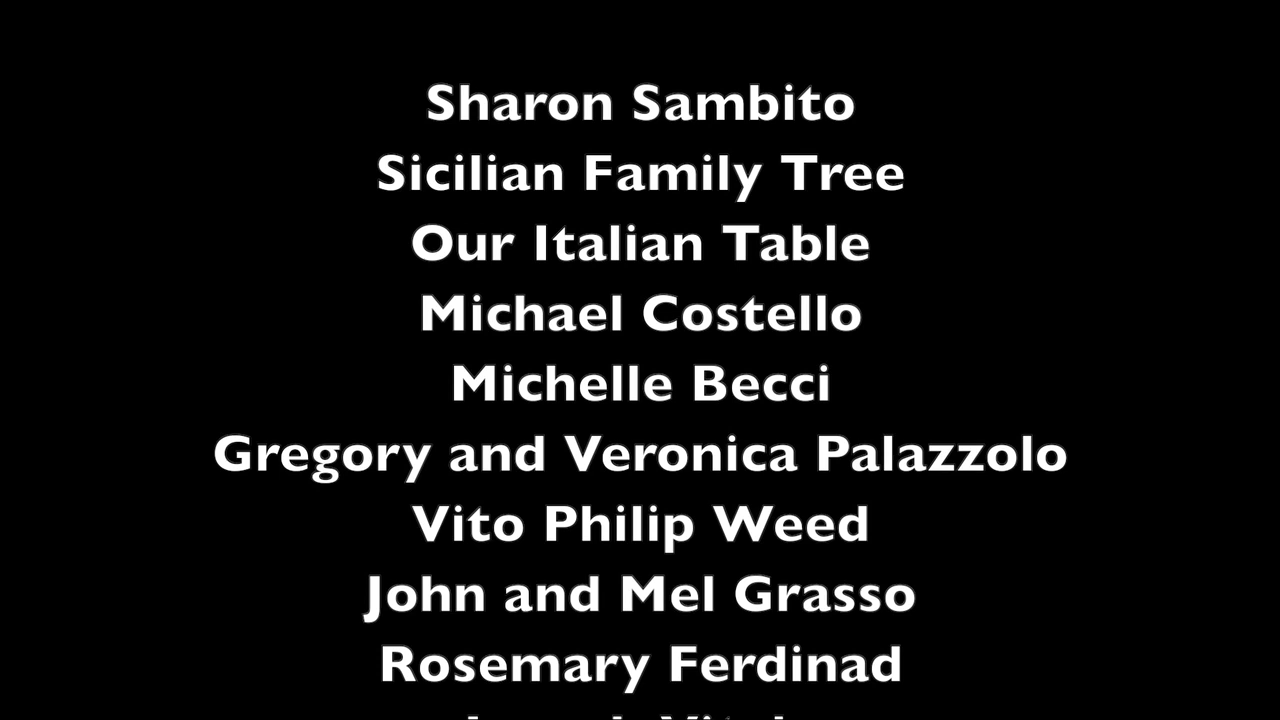 Sharon Sambito
Sicilian Family Tree
Our Italian Table
Michael Costello
Michelle Becci
Gregory and Veronica Palazzolo
Vito Philip Weed
John and Mel Grasso
Rosemary Ferdinad